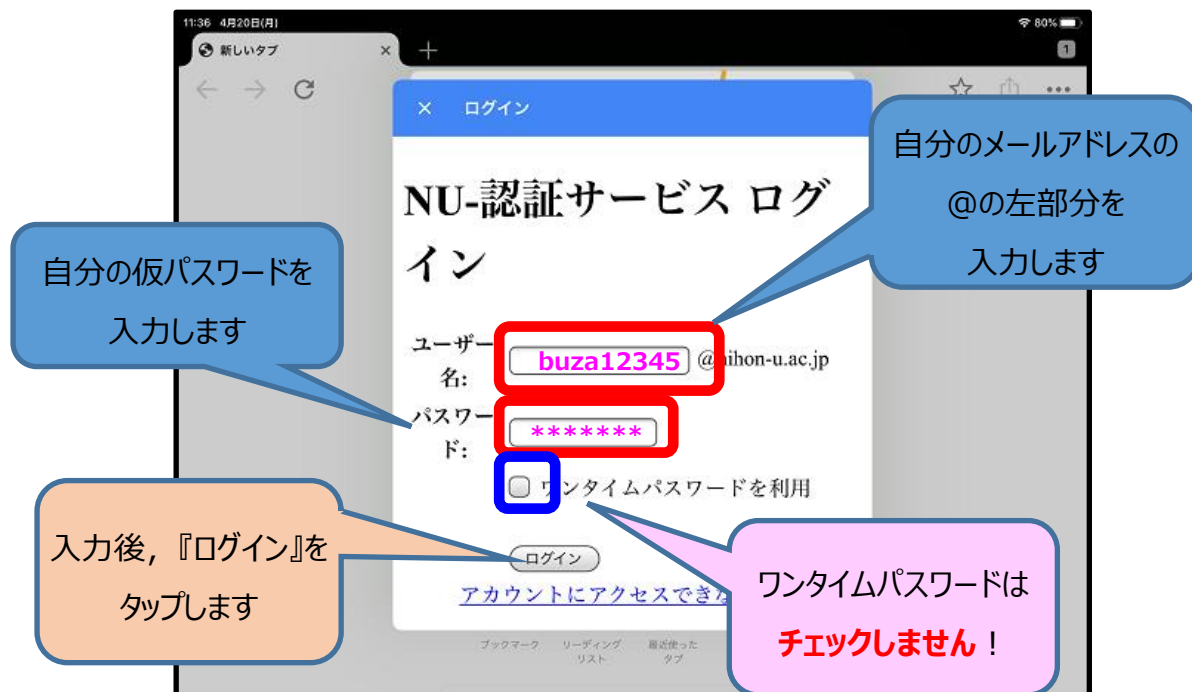 11:36 4月20日(月)
80%
新しいタブ
1
× ログイン
自分のメールアドレスの
@の左部分を
入力します
NU-認証サービス ログ
イン
自分の仮パスワードを
入力します
ユーザー
名:
buza12345
@nihon-u.ac.jp
パスワー
ド:
*******
ワンタイムパスワードを利用
入力後,『ログイン』を
タップします
ログイン
アカウントにアクセスできな
ワンタイムパスワードは
チェックしません!
ブックマーク
リーディング
リスト
最近使った
タブ